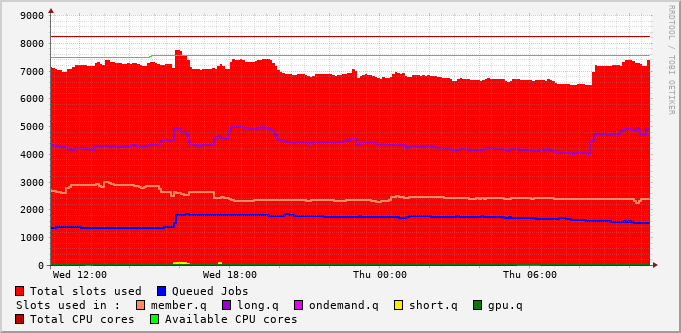 9000
8000
7000
6000
5000
4000
3000
2000
1000
0
Wed 12:00 Wed 18:00 Thu 00:00 Thu 06:00
RRDTOOL / TOBI OETIKER
Total slots used Queued Jobs
Slots used in : member.q long.q ondemand.q short.q gpu.q
Total CPU cores Available CPU cores